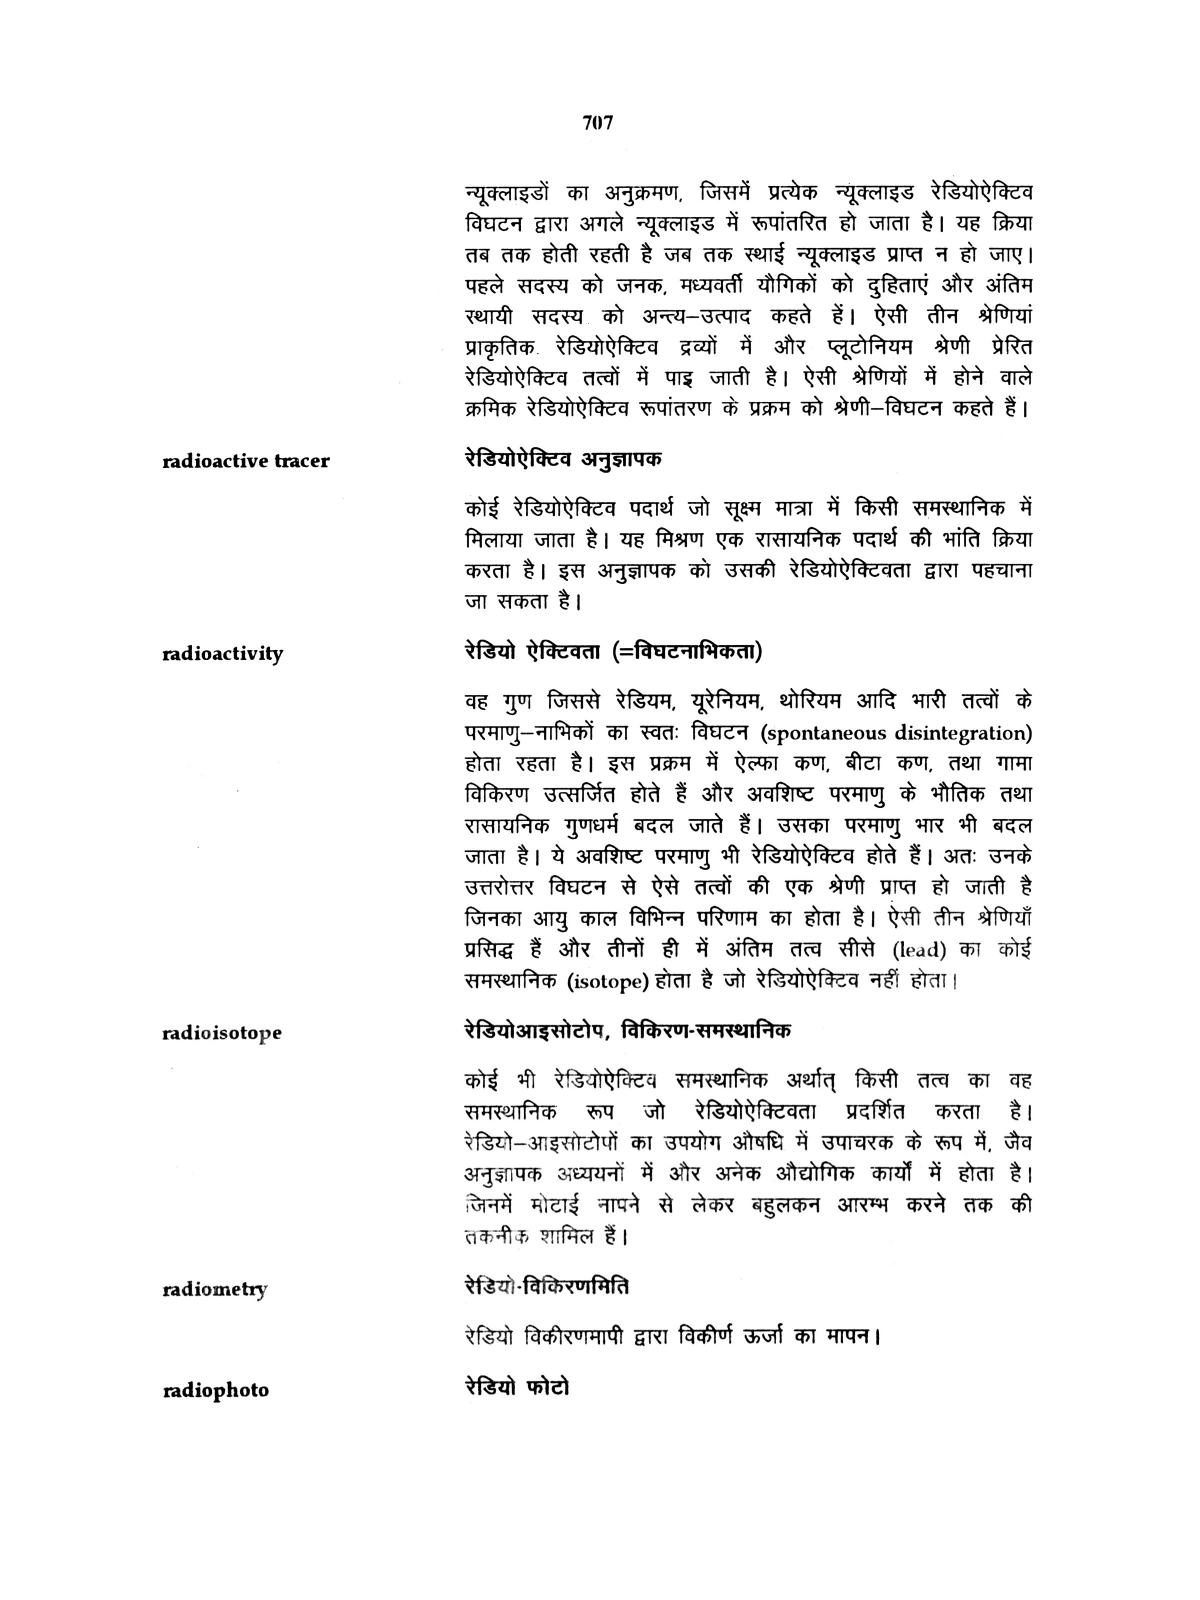 707
न्यूक्लाइडों का अनुक्रमण, जिसमें प्रत्येक न्यूक्लाइड रेडियोऐक्टिव
विघटन द्वारा अगले न्यूक्लाइड में रूपांतरित हो जाता है। यह क्रिया
तब तक होती रहती है जब तक स्थाई न्यूक्लाइड प्राप्त न हो जाए।
पहले सदस्य को जनक, मध्यवर्ती यौगिकों को दुहिताएं और अंतिम
स्थायी सदस्य को अन्त्य–उत्पाद कहते हें। ऐसी तीन श्रेणियां
प्राकृतिक रेडियोऐक्टिव द्रव्यों में और प्लूटोनियम श्रेणी प्रेरित
रेडियोऐक्टिव तत्वों में पाइ जाती है। ऐसी श्रेणियों में होने वाले
क्रमिक रेडियोऐक्टिव रूपांतरण के प्रक्रम को श्रेणी–विघटन कहते हैं।
radioactive tracer रेडियोऐक्टिव अनुज्ञापक
कोई रेडियोऐक्टिव पदार्थ जो सूक्ष्म मात्रा में किसी समस्थानिक में
मिलाया जाता है। यह मिश्रण एक रासायनिक पदार्थ की भांति क्रिया
करता है। इस अनुज्ञापक को उसकी रेडियोऐक्टिवता द्वारा पहचाना
जा सकता है।
radioactivity रेडियो ऐक्टिवता (=विघटनाभिकता)
वह गुण जिससे रेडियम, यूरेनियम, थोरियम आदि भारी तत्वों के
परमाणु–नाभिकों का स्वतः विघटन (spontaneous disintegration)
होता रहता है। इस प्रक्रम में ऐल्फा कण, बीटा कण, तथा गामा
विकिरण उत्सर्जित होते हैं और अवशिष्ट परमाणु के भौतिक तथा
रासायनिक गुणधर्म बदल जाते हैं। उसका परमाणु भार भी बदल
जाता है। ये अवशिष्ट परमाणु भी रेडियोऐक्टिव होते हैं। अतः उनके
उत्तरोत्तर विघटन से ऐसे तत्वों की एक श्रेणी प्राप्त हो जाती है
जिनका आयु काल विभिन्न परिणाम का होता है। ऐसी तीन श्रेणियाँ
प्रसिद्ध हैं और तीनों ही में अंतिम तत्व सीसे (lead) का कोई
समस्थानिक (isotope) होता है जो रेडियोऐक्टिव नहीं होता।
radioisotope रेडियोआइसोटोप, विकिरण-समस्थानिक
कोई भी रेडियोऐक्टिव समस्थानिक अर्थात् किसी तत्व का वह
समस्थानिक रूप जो रेडियोऐक्टिवता प्रदर्शित करता है।
रेडियो–आइसोटोपों का उपयोग औषधि में उपाचरक के रूप में, जैव
अनुज्ञापक अध्ययनों में और अनेक औद्योगिक कार्यों में होता है।
जिनमें मोटाई नापने से लेकर बहुलकन आरम्भ करने तक की
तकनीक शामिल हैं।
radiometry रेडियो-विकिरणमिति
रेडियो विकीरणमापी द्वारा विकीर्ण ऊर्जा का मापन।
radiophoto रेडियो फोटो